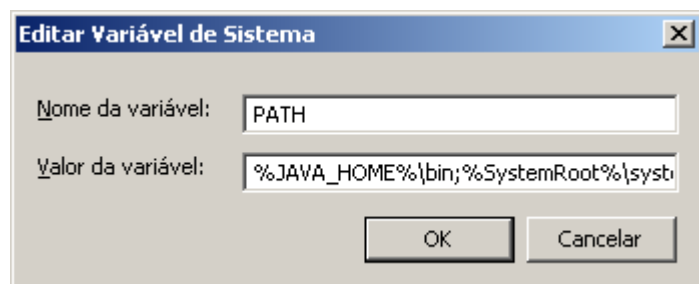 Editar Variável de Sistema
Nome da variável: PATH
Valor da variável: %JAVA_HOME%\bin;%SystemRoot%\syst
OK Cancelar